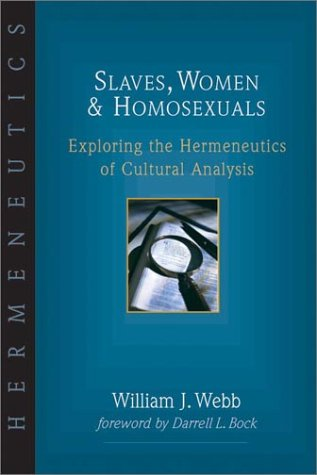 HERMENEUTICS
SLAVES, WOMEN
& HOMOSEXUALS
Exploring the Hermeneutics
of Cultural Analysis
William J. Webb
foreword by Darrell L. Bock